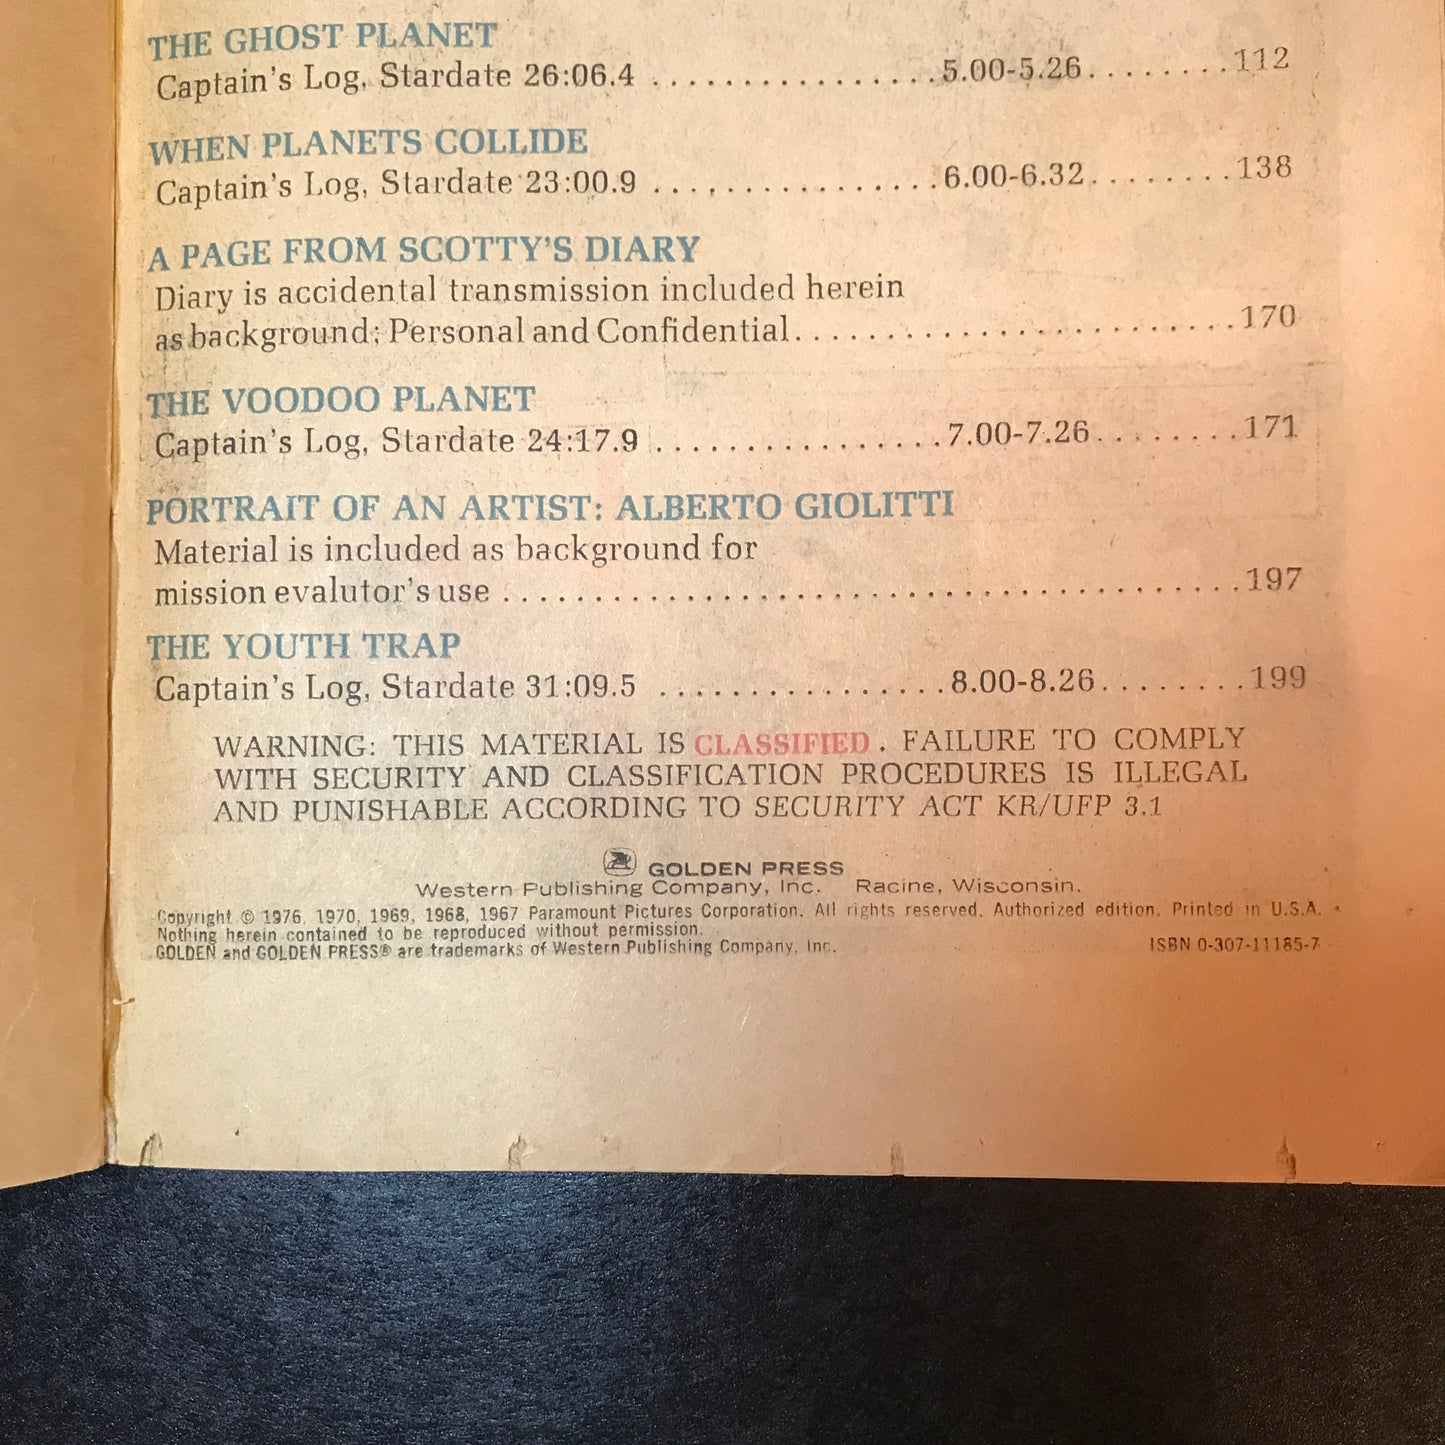 THE GHOST PLANET
Captain's Log, Stardate 26:06.4 ................5.00-5.26........112
WHEN PLANETS COLLIDE
Captain's Log, Stardate 23:00.9 ................6.00-6.32........138
A PAGE FROM SCOTTY'S DIARY
Diary is accidental transmission included herein
as background; Personal and Confidential........................170
THE VOODOO PLANET
Captain's Log, Stardate 24:17.9 ................7.00-7.26........171
PORTRAIT OF AN ARTIST: ALBERTO GIOLITTI
Material is included as background for
mission evalutor's use .........................................197
THE YOUTH TRAP
Captain's Log, Stardate 31:09.5 ................8.00-8.26........199
WARNING: THIS MATERIAL IS CLASSIFIED. FAILURE TO COMPLY
WITH SECURITY AND CLASSIFICATION PROCEDURES IS ILLEGAL
AND PUNISHABLE ACCORDING TO SECURITY ACT KR/UFP 3.1
GOLDEN PRESS
Western Publishing Company, Inc. Racine, Wisconsin.
Copyright © 1976, 1970, 1969, 1968, 1967 Paramount Pictures Corporation. All rights reserved. Authorized edition. Printed in U.S.A.
Nothing herein contained to be reproduced without permission.
GOLDEN and GOLDEN PRESS® are trademarks of Western Publishing Company, Inc. ISBN 0-307-11185-7